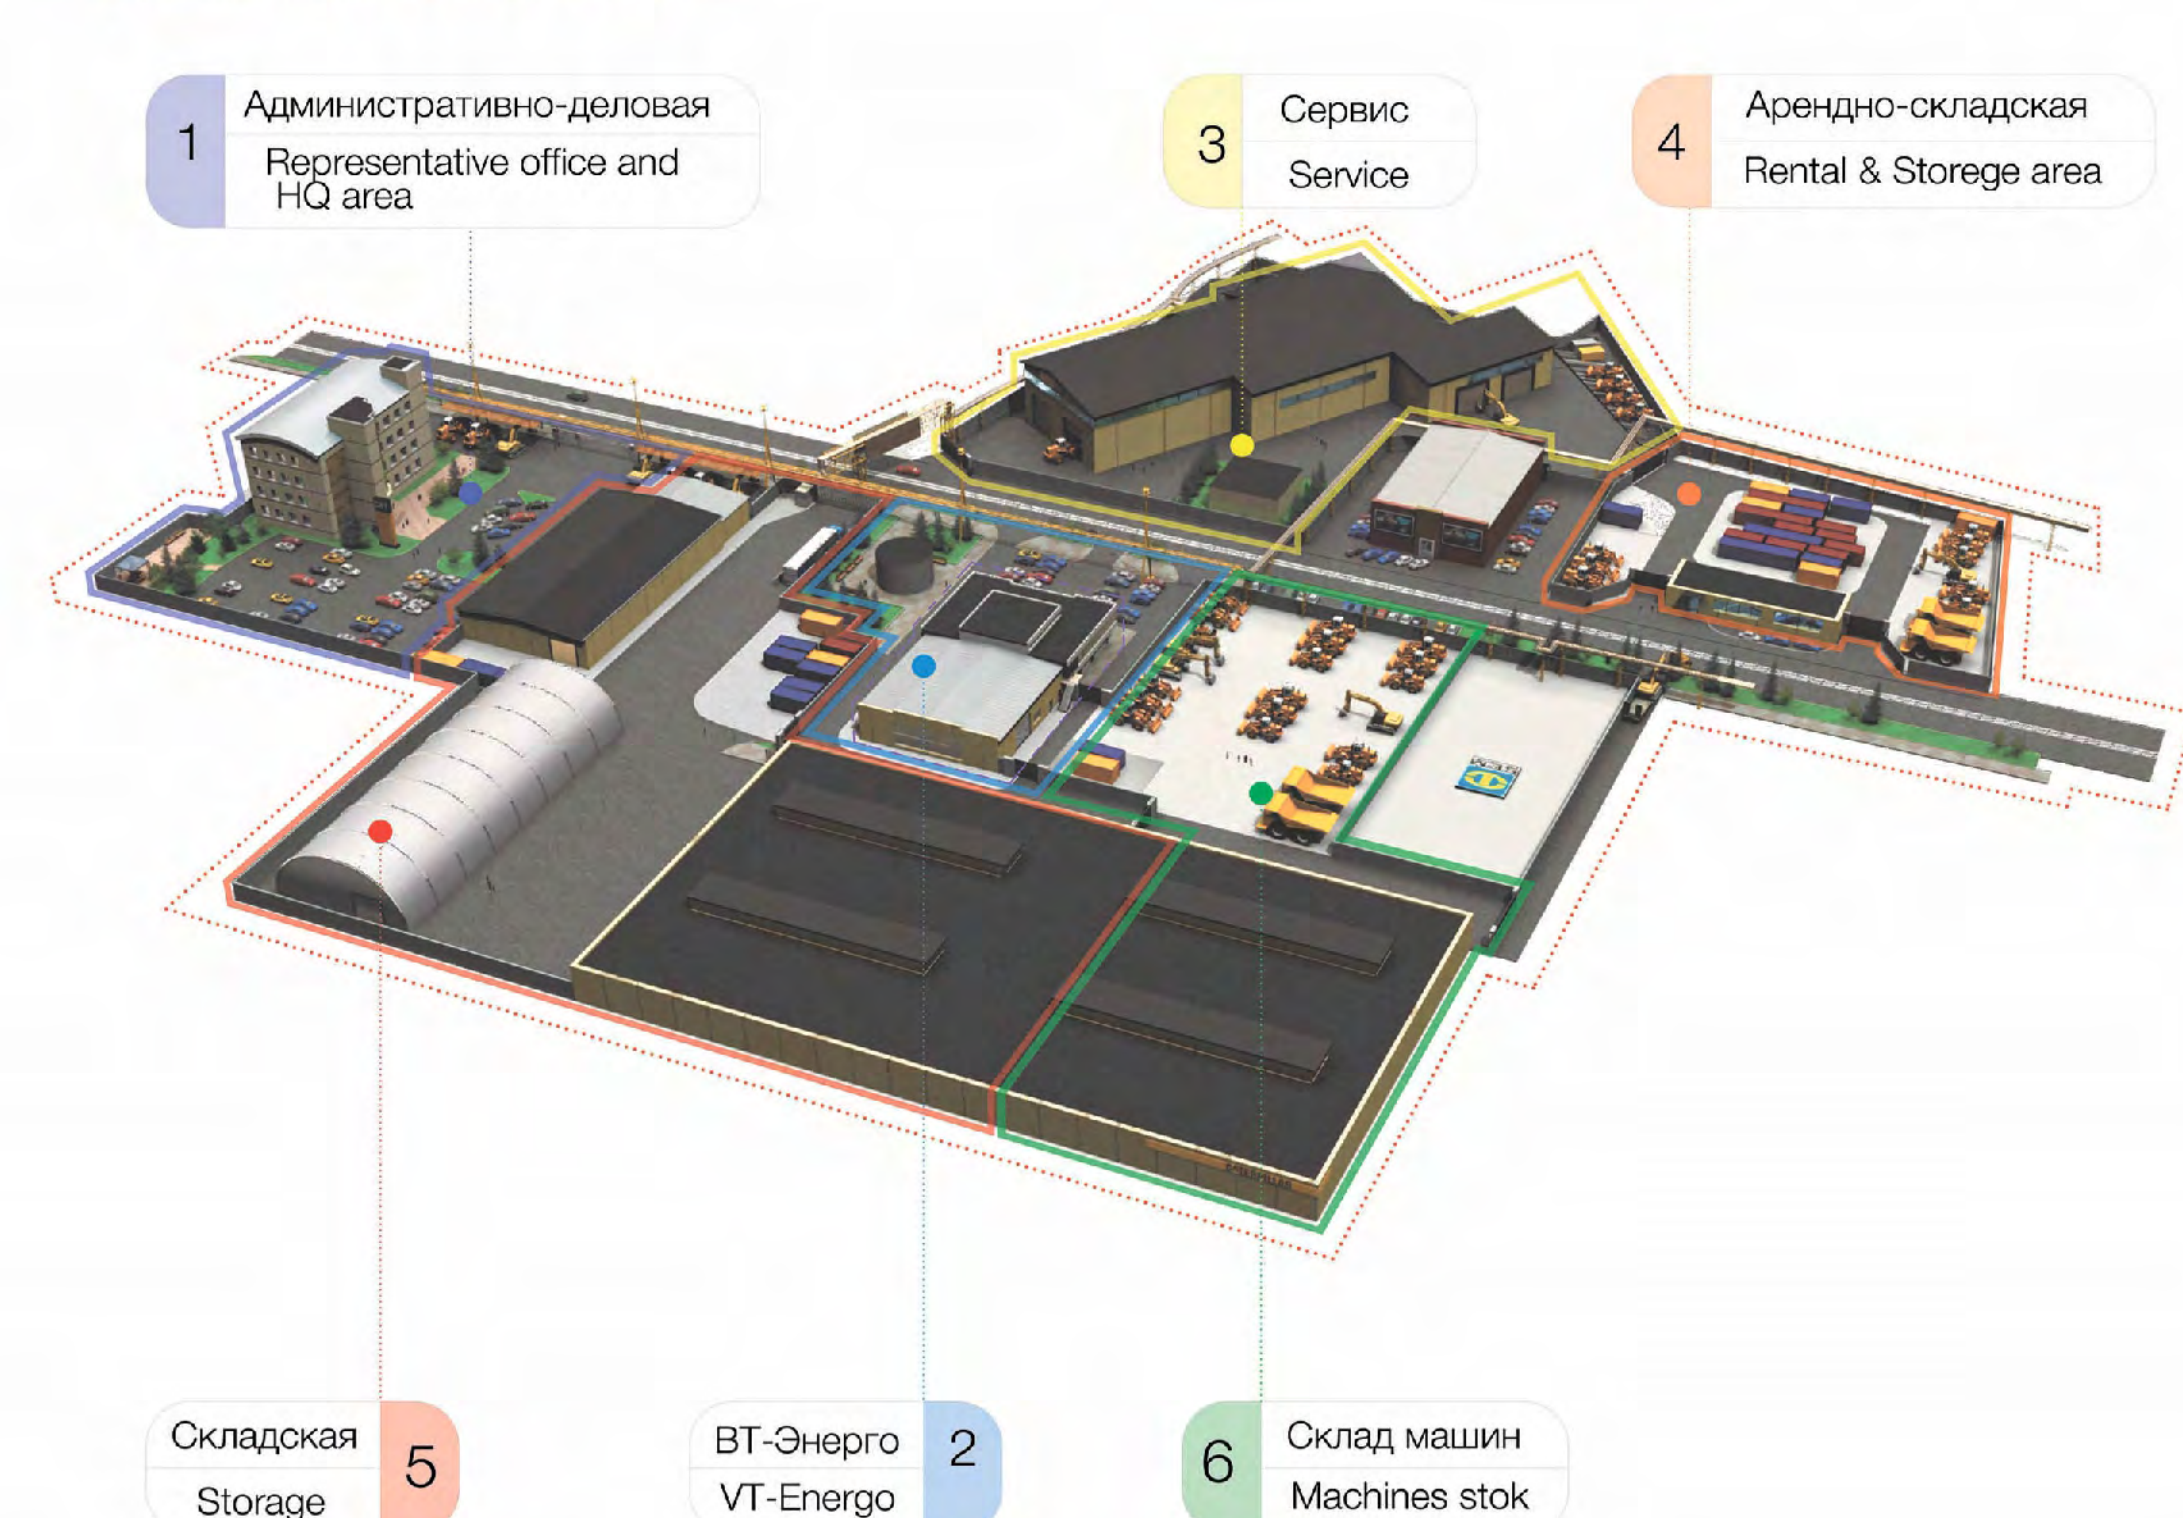 1
Административно-деловая
Representative office and
HQ area
3
Сервис
Service
4
Арендно-складская
Rental & Storege area
Складская
Storage
5
ВТ-Энерго
VT-Energo
2
6
Склад машин
Machines stok